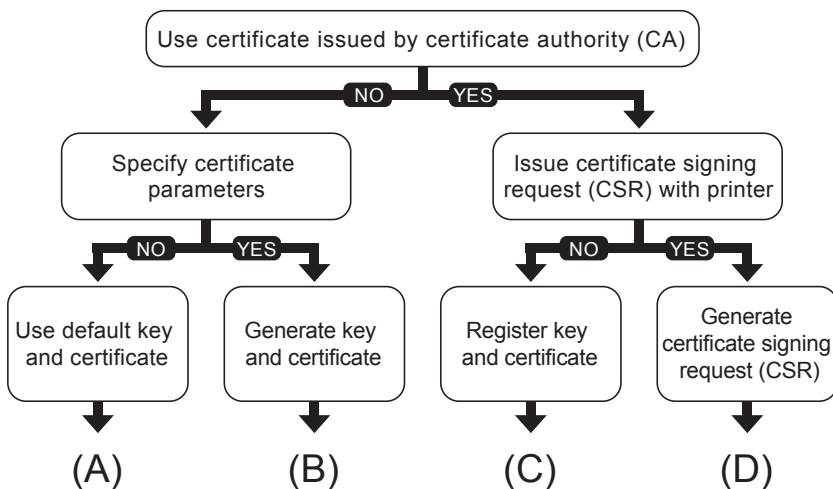 Use certificate issued by certificate authority (CA)
NO
YES
Specify certificate
parameters
Issue certificate signing
request (CSR) with printer
NO
YES
NO
YES
Use default key
and certificate
Generate key
and certificate
Register key
and certificate
Generate
certificate signing
request (CSR)
(A)
(B)
(C)
(D)